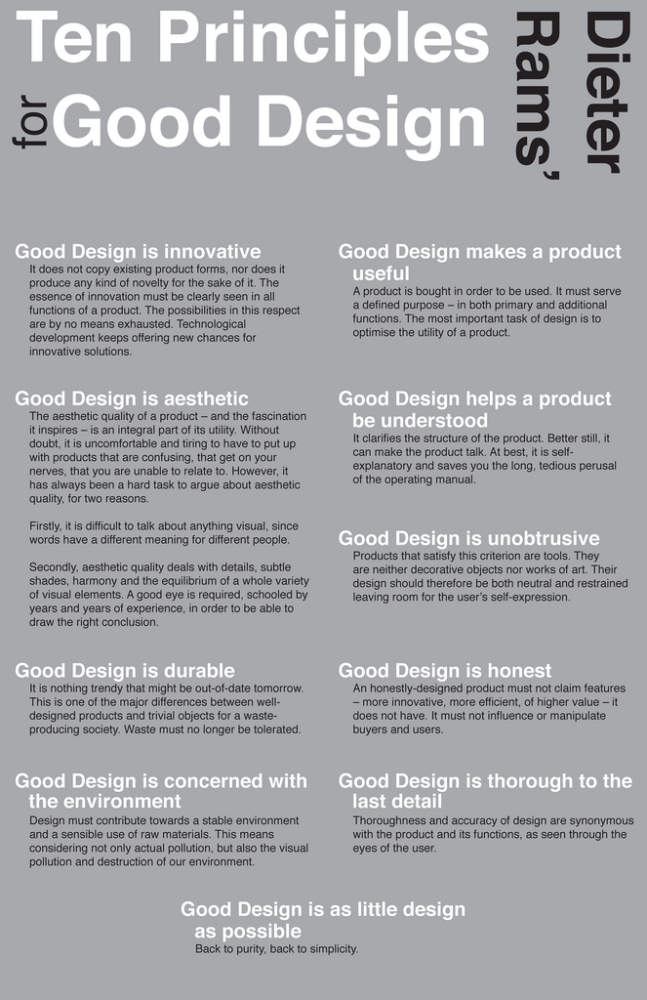 Ten Principles
for Good Design
Dieter
Rams’
Good Design is innovative
It does not copy existing product forms, nor does it
produce any kind of novelty for the sake of it. The
essence of innovation must be clearly seen in all
functions of a product. The possibilities in this respect
are by no means exhausted. Technological
development keeps offering new chances for
innovative solutions.
Good Design makes a product
useful
A product is bought in order to be used. It must serve
a defined purpose – in both primary and additional
functions. The most important task of design is to
optimise the utility of a product.
Good Design is aesthetic
The aesthetic quality of a product – and the fascination
it inspires – is an integral part of its utility. Without
doubt, it is uncomfortable and tiring to have to put up
with products that are confusing, that get on your
nerves, that you are unable to relate to. However, it
has always been a hard task to argue about aesthetic
quality, for two reasons.
Firstly, it is difficult to talk about anything visual, since
words have a different meaning for different people.
Secondly, aesthetic quality deals with details, subtle
shades, harmony and the equilibrium of a whole variety
of visual elements. A good eye is required, schooled by
years and years of experience, in order to be able to
draw the right conclusion.
Good Design helps a product
be understood
It clarifies the structure of the product. Better still, it
can make the product talk. At best, it is self-
explanatory and saves you the long, tedious perusal
of the operating manual.
Good Design is unobtrusive
Products that satisfy this criterion are tools. They
are neither decorative objects nor works of art. Their
design should therefore be both neutral and restrained
leaving room for the user’s self-expression.
Good Design is durable
It is nothing trendy that might be out-of-date tomorrow.
This is one of the major differences between well-
designed products and trivial objects for a waste-
producing society. Waste must no longer be tolerated.
Good Design is honest
An honestly-designed product must not claim features
– more innovative, more efficient, of higher value – it
does not have. It must not influence or manipulate
buyers and users.
Good Design is concerned with
the environment
Design must contribute towards a stable environment
and a sensible use of raw materials. This means
considering not only actual pollution, but also the visual
pollution and destruction of our environment.
Good Design is thorough to the
last detail
Thoroughness and accuracy of design are synonymous
with the product and its functions, as seen through the
eyes of the user.
Good Design is as little design
as possible
Back to purity, back to simplicity.